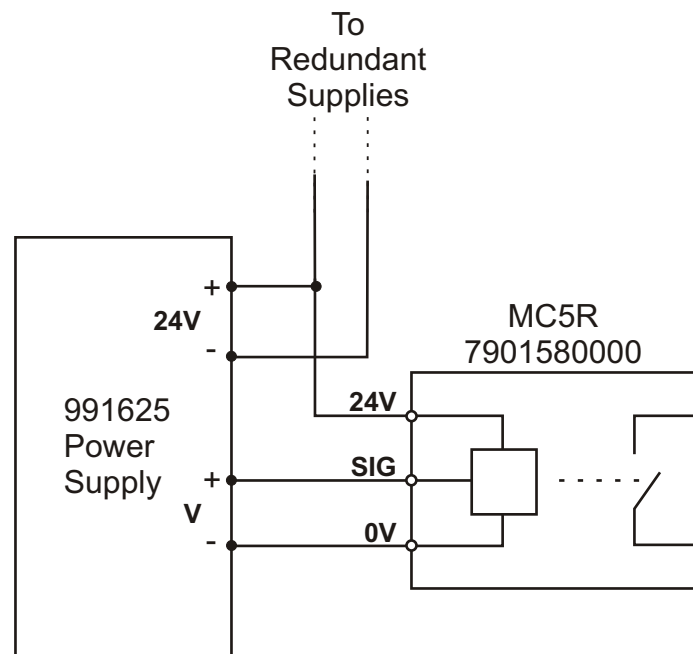 To
Redundant
Supplies
+
24V
-
991625
Power
Supply
+
V
-
MC5R
7901580000
24V
SIG
0V